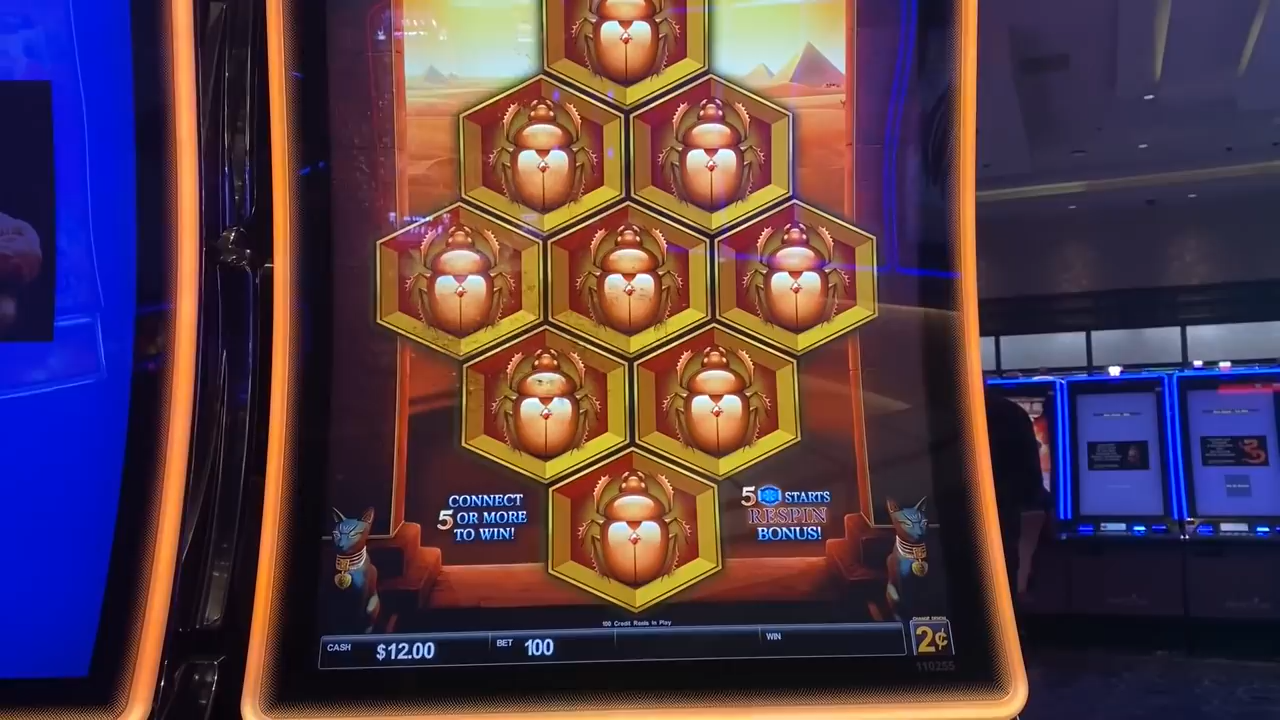 CONNECT
5 OR MORE
TO WIN!
5 STARTS
RESPIN
BONUS!
100 Credit Reels In Play
CASH $12.00
BET 100
WIN
2¢
110255